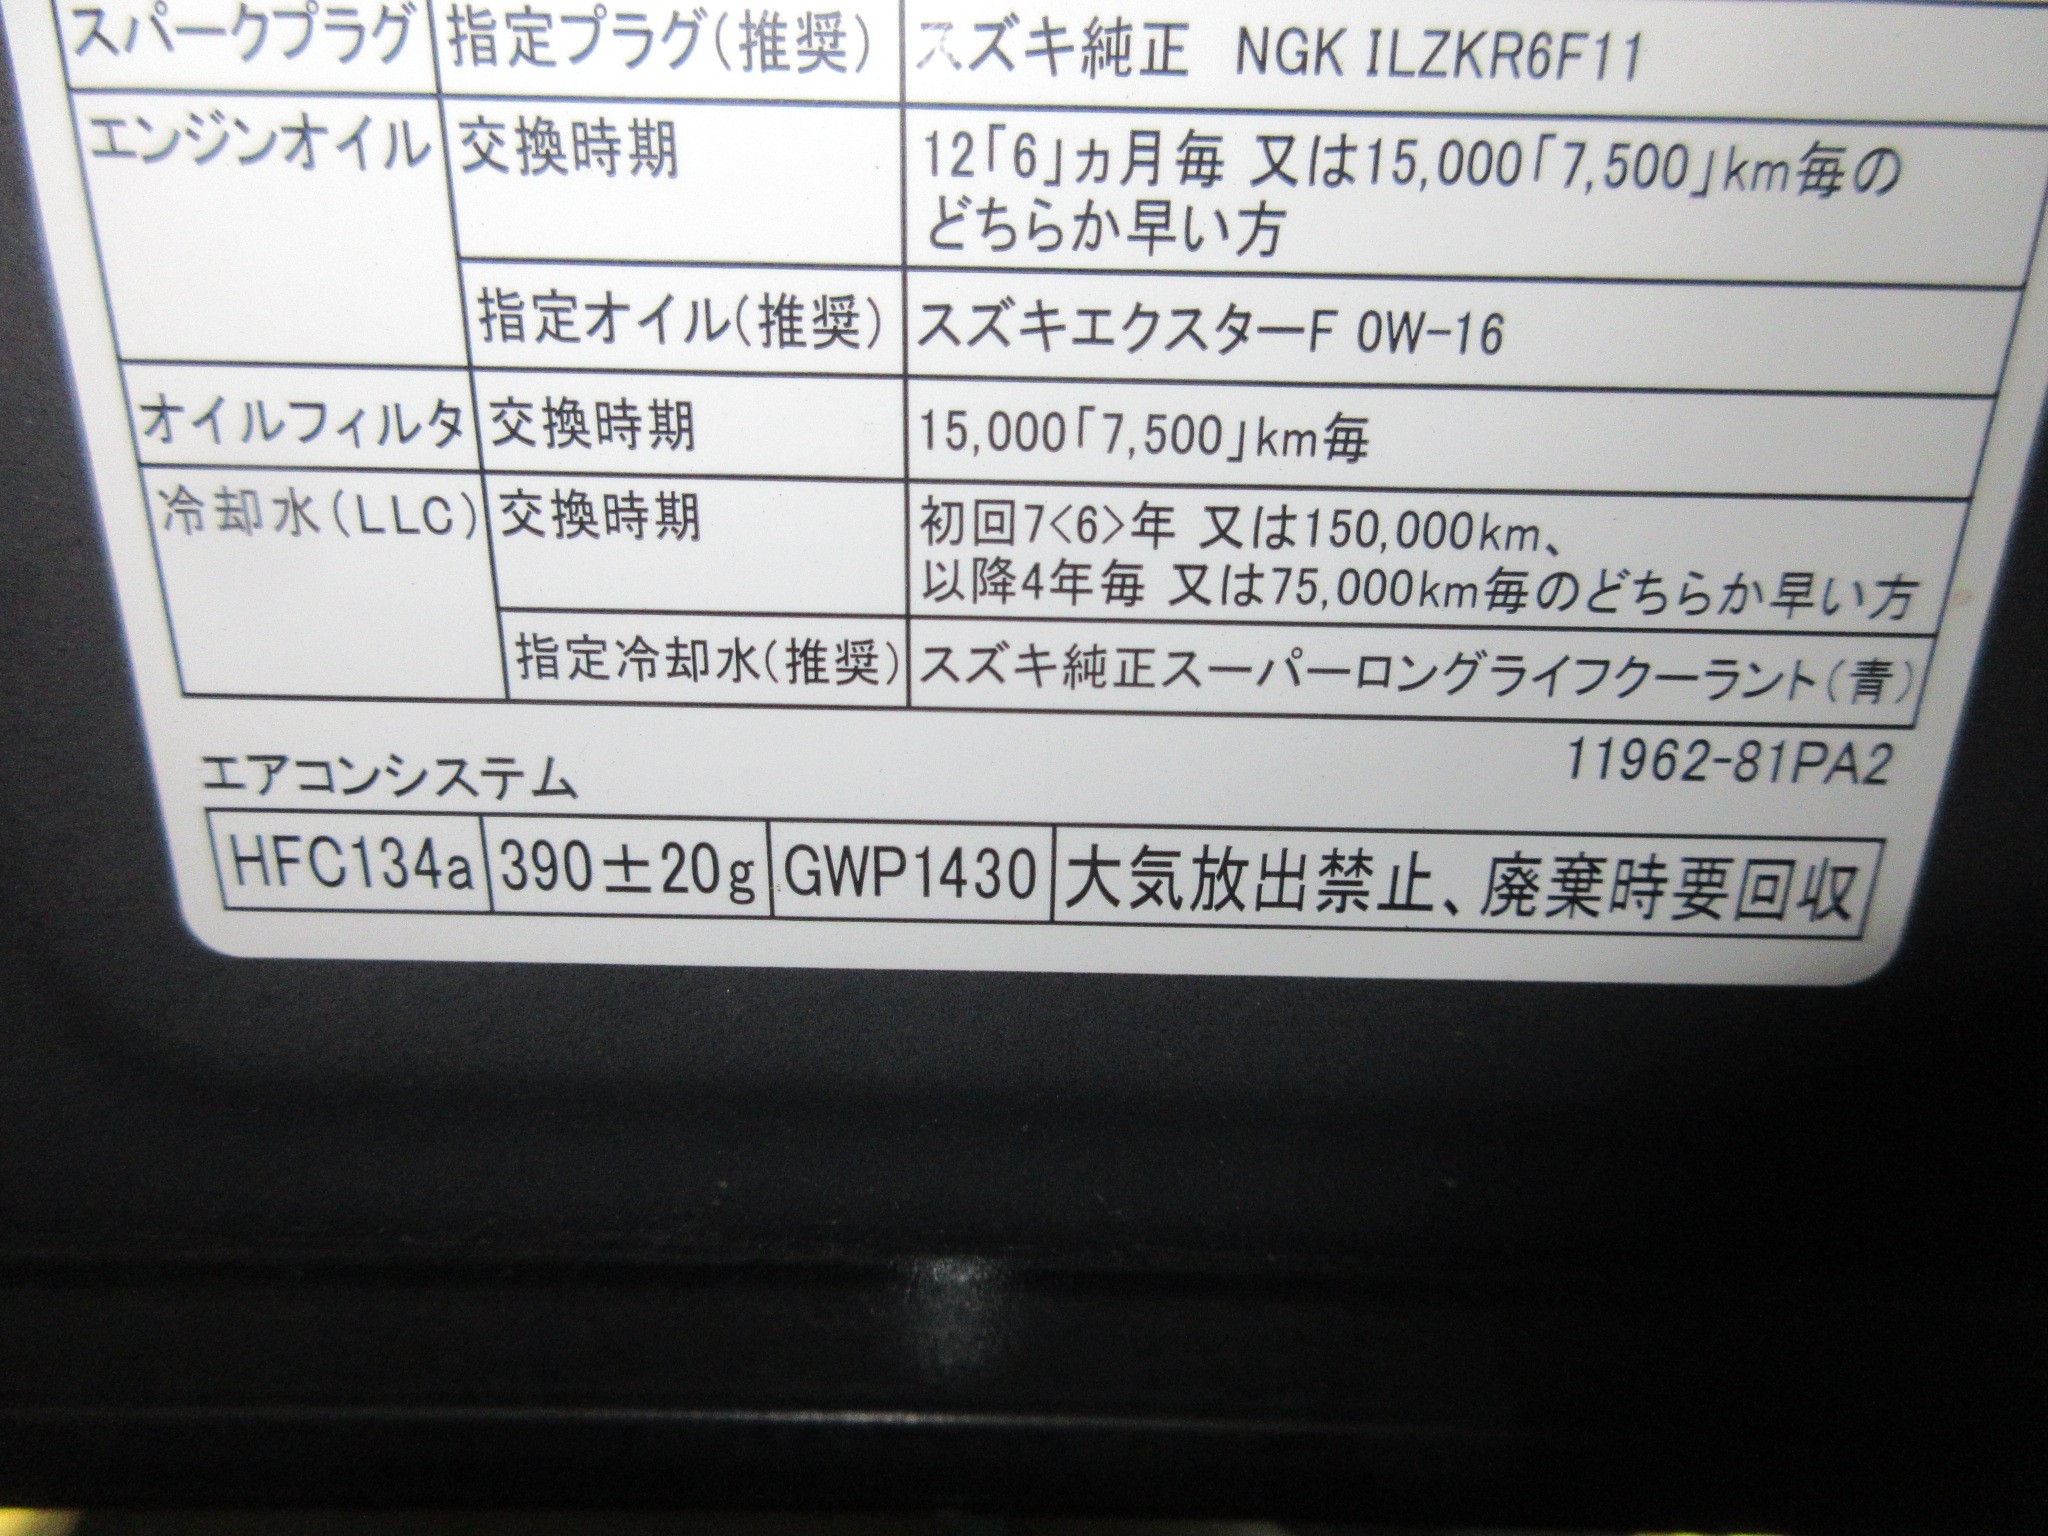 スパークプラグ 指定プラグ(推奨) スズキ純正 NGK ILZKR6F11
エンジンオイル 交換時期 12「6」ヵ月毎 又は15,000「7,500」km毎の
どちらか早い方
指定オイル(推奨) スズキエクスターF 0W-16
オイルフィルタ 交換時期 15,000「7,500」km毎
冷却水(LLC) 交換時期 初回7<6>年 又は150,000km、
以降4年毎 又は75,000km毎のどちらか早い方
指定冷却水(推奨) スズキ純正スーパーロングライフクーラント(青)
11962-81PA2
エアコンシステム
HFC134a 390±20g GWP1430 大気放出禁止、廃棄時要回収